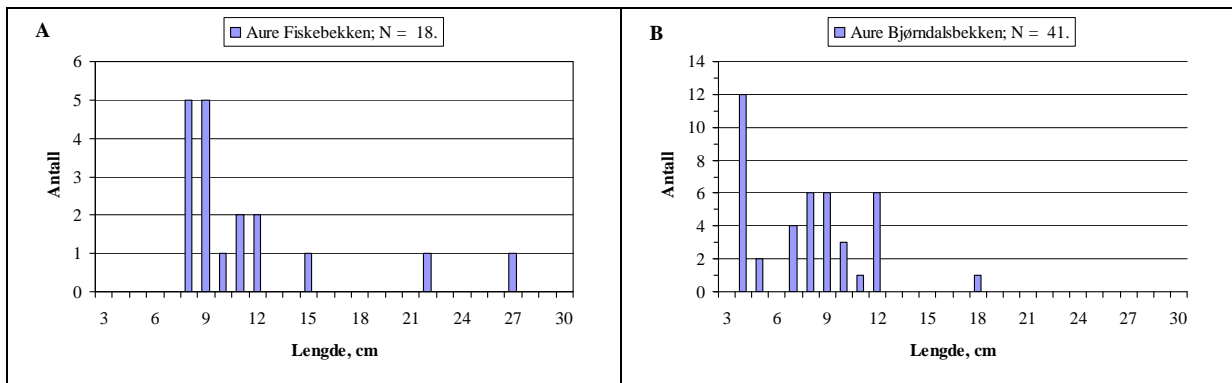 A
Aure Fiskebekken; N = 18.
6
5
4
3
2
1
0
Antall
3 6 9 12 15 18 21 24 27 30
Lengde, cm
B
Aure Bjørndalsbekken; N = 41.
14
12
10
8
6
4
2
0
Antall
3 6 9 12 15 18 21 24 27 30
Lengde, cm